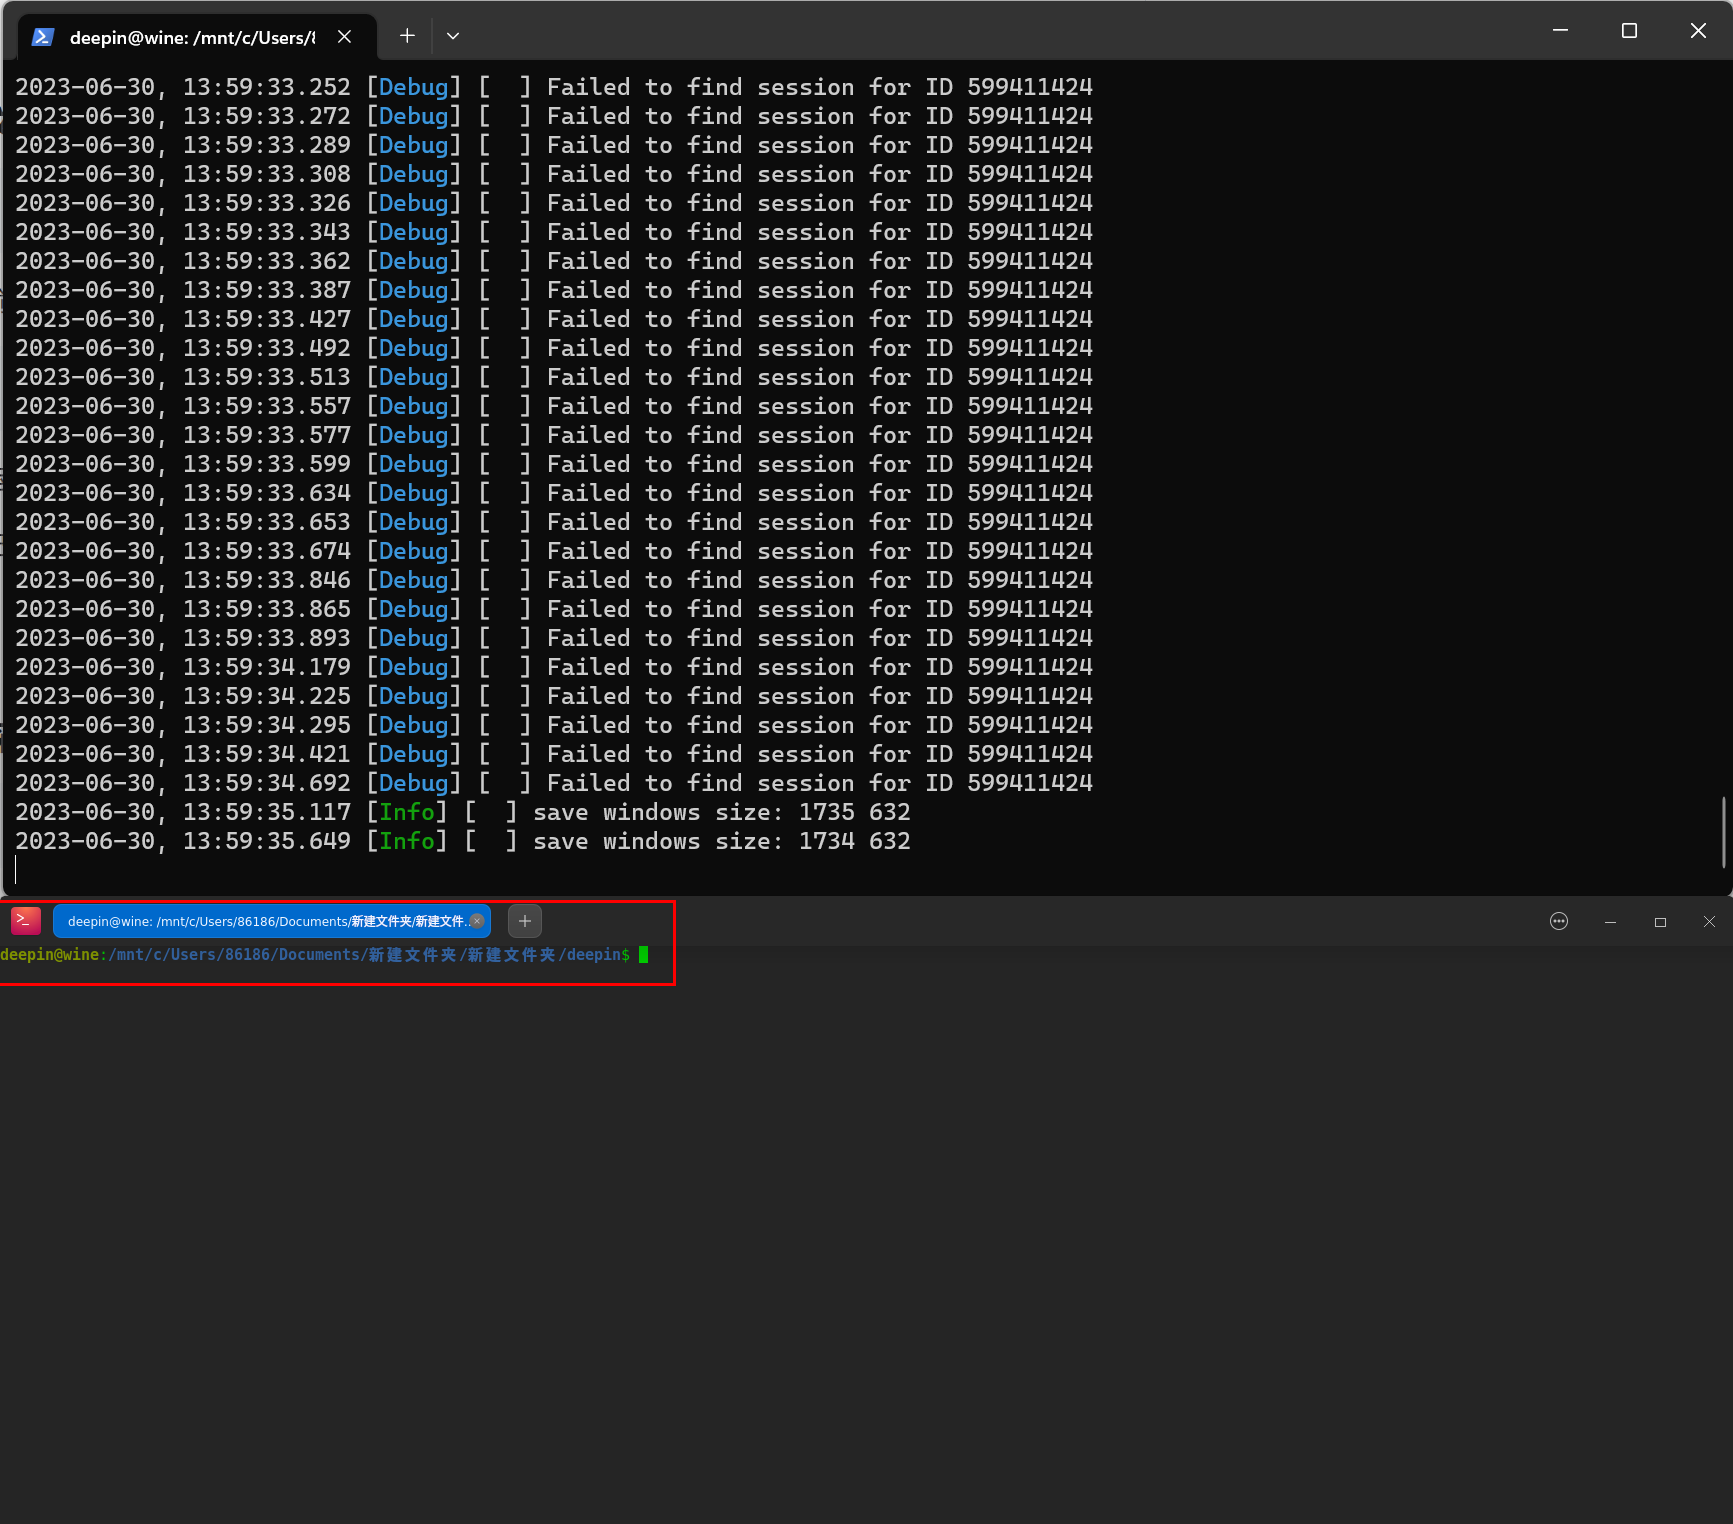 deepin@wine: /mnt/c/Users/8
2023-06-30, 13:59:33.252 [Debug] [  ] Failed to find session for ID 599411424
2023-06-30, 13:59:33.272 [Debug] [  ] Failed to find session for ID 599411424
2023-06-30, 13:59:33.289 [Debug] [  ] Failed to find session for ID 599411424
2023-06-30, 13:59:33.308 [Debug] [  ] Failed to find session for ID 599411424
2023-06-30, 13:59:33.326 [Debug] [  ] Failed to find session for ID 599411424
2023-06-30, 13:59:33.343 [Debug] [  ] Failed to find session for ID 599411424
2023-06-30, 13:59:33.362 [Debug] [  ] Failed to find session for ID 599411424
2023-06-30, 13:59:33.387 [Debug] [  ] Failed to find session for ID 599411424
2023-06-30, 13:59:33.427 [Debug] [  ] Failed to find session for ID 599411424
2023-06-30, 13:59:33.492 [Debug] [  ] Failed to find session for ID 599411424
2023-06-30, 13:59:33.513 [Debug] [  ] Failed to find session for ID 599411424
2023-06-30, 13:59:33.557 [Debug] [  ] Failed to find session for ID 599411424
2023-06-30, 13:59:33.577 [Debug] [  ] Failed to find session for ID 599411424
2023-06-30, 13:59:33.599 [Debug] [  ] Failed to find session for ID 599411424
2023-06-30, 13:59:33.634 [Debug] [  ] Failed to find session for ID 599411424
2023-06-30, 13:59:33.653 [Debug] [  ] Failed to find session for ID 599411424
2023-06-30, 13:59:33.674 [Debug] [  ] Failed to find session for ID 599411424
2023-06-30, 13:59:33.846 [Debug] [  ] Failed to find session for ID 599411424
2023-06-30, 13:59:33.865 [Debug] [  ] Failed to find session for ID 599411424
2023-06-30, 13:59:33.893 [Debug] [  ] Failed to find session for ID 599411424
2023-06-30, 13:59:34.179 [Debug] [  ] Failed to find session for ID 599411424
2023-06-30, 13:59:34.225 [Debug] [  ] Failed to find session for ID 599411424
2023-06-30, 13:59:34.295 [Debug] [  ] Failed to find session for ID 599411424
2023-06-30, 13:59:34.421 [Debug] [  ] Failed to find session for ID 599411424
2023-06-30, 13:59:34.692 [Debug] [  ] Failed to find session for ID 599411424
2023-06-30, 13:59:35.117 [Info] [  ] save windows size: 1735 632
2023-06-30, 13:59:35.649 [Info] [  ] save windows size: 1734 632
deepin@wine: /mnt/c/Users/86186/Documents/新建文件夹/新建文件...
deepin@wine:/mnt/c/Users/86186/Documents/新建文件夹/新建文件夹/deepin$